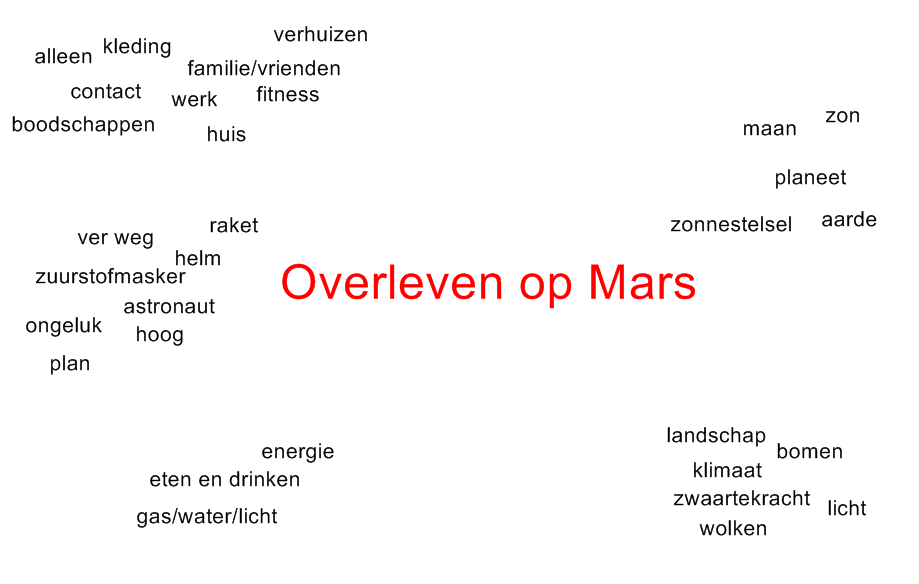 verhuizen
alleen
kleding
familie/vrienden
contact
werk
fitness
boodschappen
huis
zon
maan
planeet
zonnestelsel
aarde
raket
ver weg
helm
zuurstofmasker
astronaut
ongeluk
hoog
plan
Overleven op Mars
energie
eten en drinken
gas/water/licht
landschap
bomen
klimaat
zwaartekracht
licht
wolken